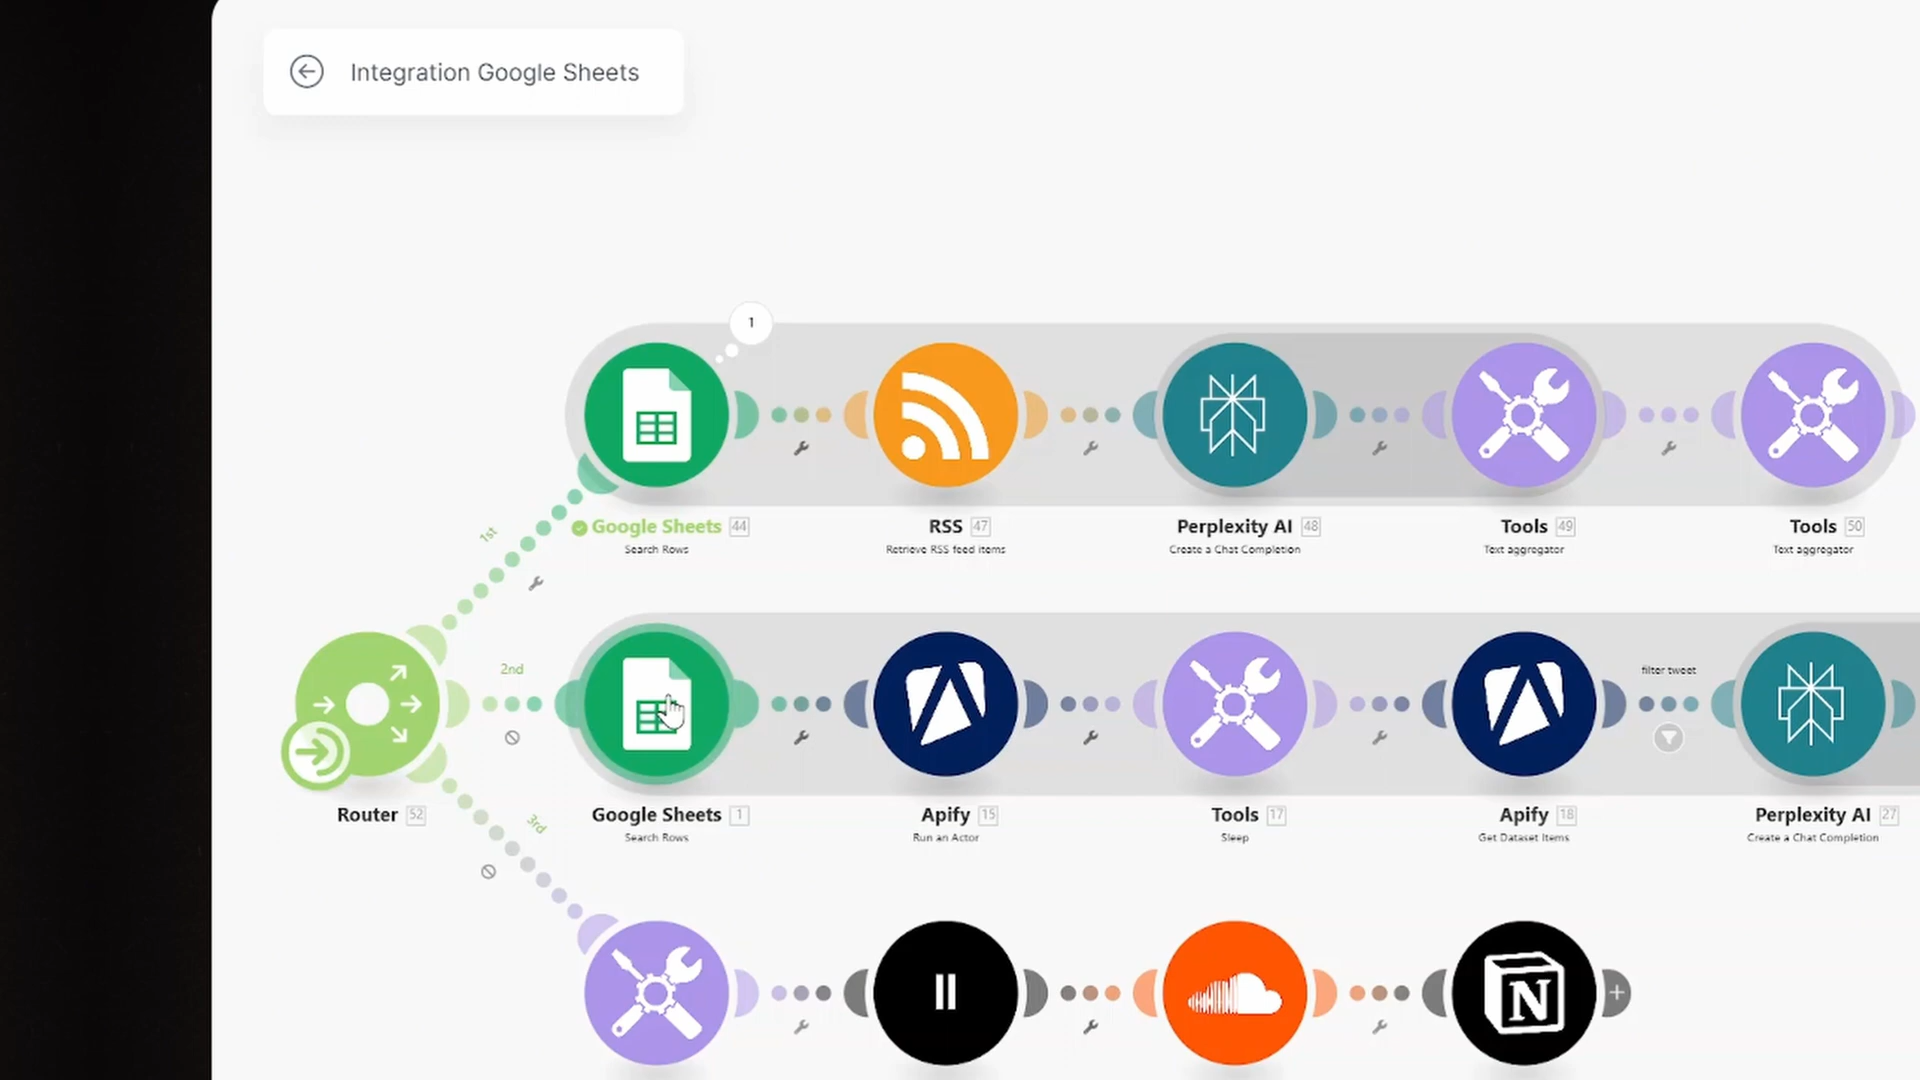 Integration Google Sheets
1
Google Sheets 44
Search Rows
RSS 47
Retrieve RSS feed items
Perplexity AI 48
Create a Chat Completion
Tools 49
Text aggregator
Tools 50
Text aggregator
1st
2nd
3rd
filter tweet
Router 52
Google Sheets 1
Search Rows
Apify 15
Run an Actor
Tools 17
Sleep
Apify 18
Get Dataset Items
Perplexity AI 27
Create a Chat Completion
N